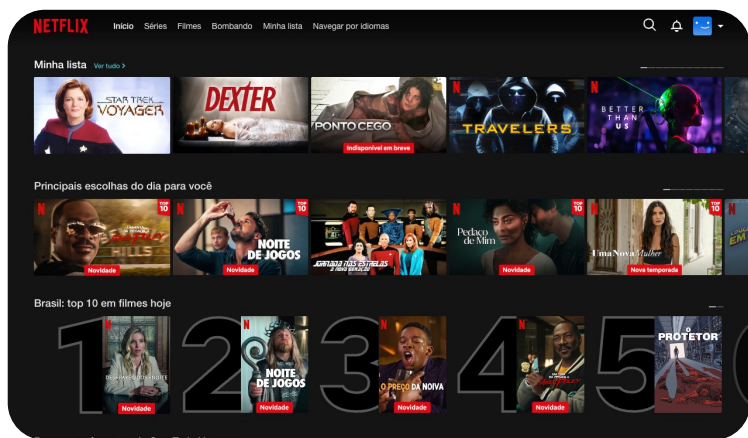 NETFLIX
Início Séries Filmes Bombando Minha lista Navegar por idiomas
Minha lista Ver tudo >
STAR TREK
VOYAGER
DEXTER
PONTO CEGO
Indisponível em breve
N
TRAVELERS
N
BETTER
THAN
US
Principais escolhas do dia para você
N
TOP
10
Novidade
N
TOP
10
NOITE
DE JOGOS
Novidade
JORNADA NAS ESTRELAS
A NOVA GERAÇÃO
N
Pedaço
de Mim
Novidade
N
TOP
10
Uma Nova Mulher
Nova temporada
EM
Brasil: top 10 em filmes hoje
1
N
Novidade
2
N
NOITE
DE JOGOS
Novidade
3
N
O PREÇO DA NOIVA
Novidade
4
N
Novidade
5
O
PROTETOR